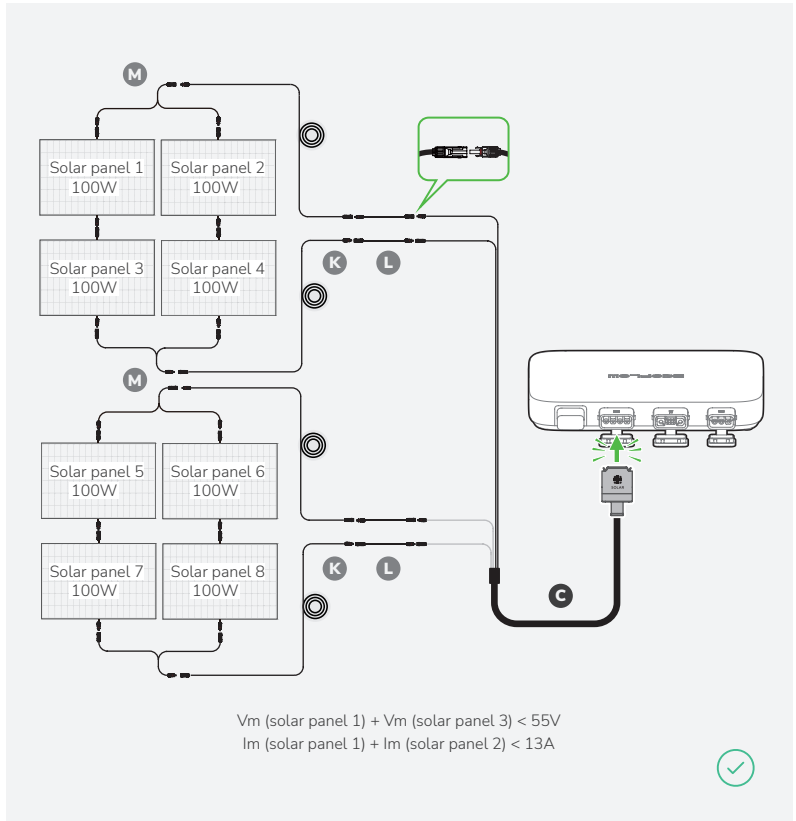 M
Solar panel 1
100W
Solar panel 2
100W
Solar panel 3
100W
Solar panel 4
100W
K
L
M
Solar panel 5
100W
Solar panel 6
100W
Solar panel 7
100W
Solar panel 8
100W
K
L
ECOFLOW
SOLAR
C
Vm (solar panel 1) + Vm (solar panel 3) < 55V
Im (solar panel 1) + Im (solar panel 2) < 13A